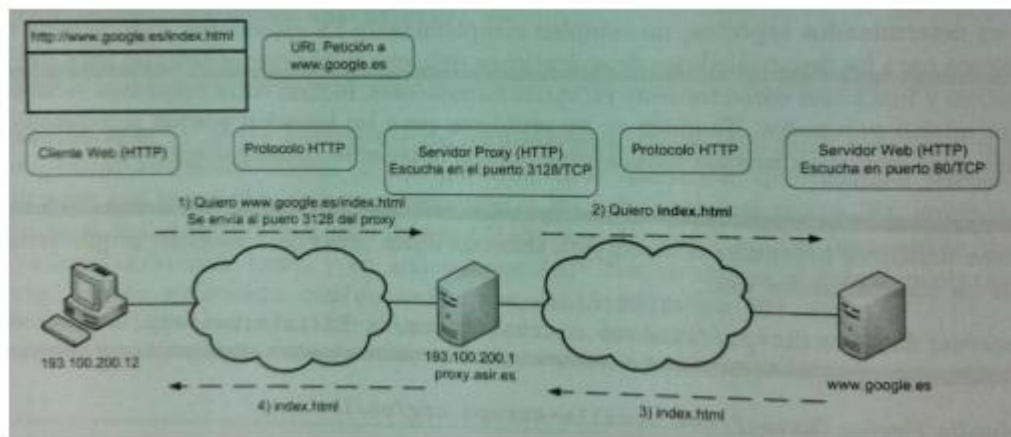 http://www.google.es/index.html
URI. Petición a
www.google.es
Cliente Web (HTTP)
Protocolo HTTP
Servidor Proxy (HTTP)
Escucha en el puerto 3128/TCP
Protocolo HTTP
Servidor Web (HTTP)
Escucha en puerto 80/TCP
1) Quiero www.google.es/index.html
Se envia al puero 3128 del proxy
2) Quiero index.html
193.100.200.12
193.100.200.1
proxy.asir.es
www.google.es
4) index.html
3) index.html